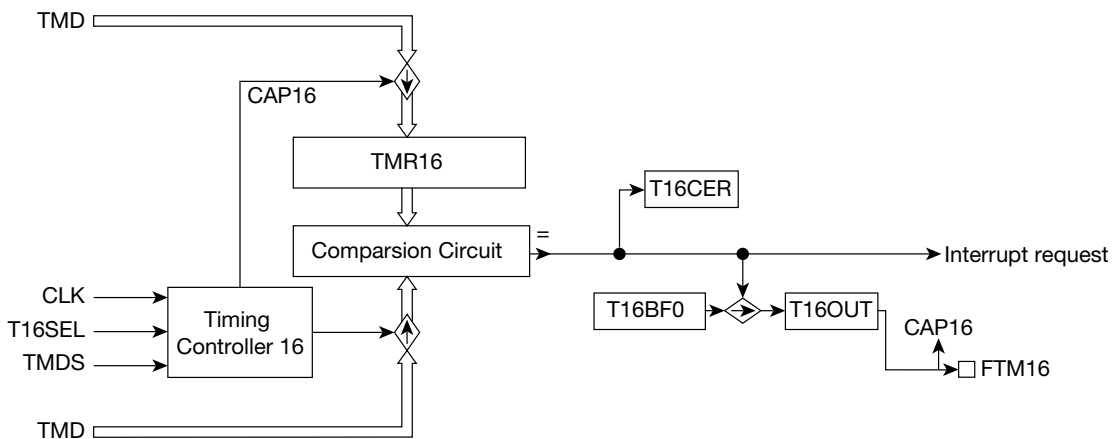 TMD
CAP16
TMR16
T16CER
=
Comparsion Circuit
Interrupt request
CLK
T16SEL
TMDS
Timing
Controller 16
T16BF0
T16OUT
CAP16
FTM16
TMD